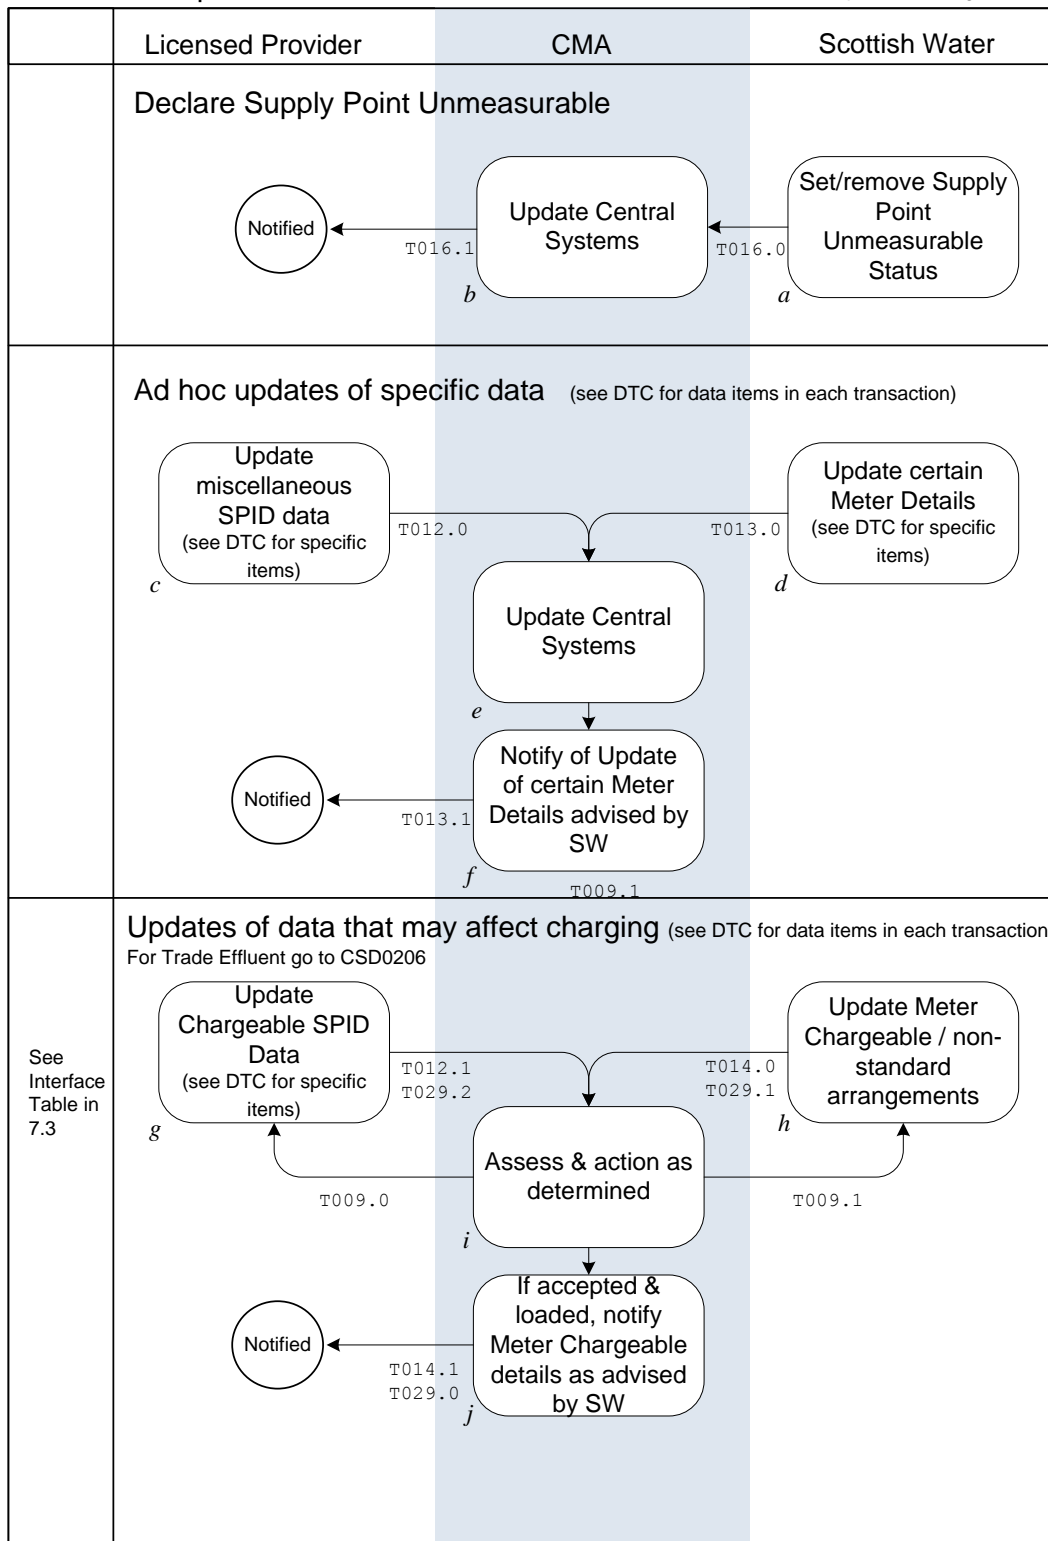 Licensed Provider CMA Scottish Water
Declare Supply Point Unmeasurable
Notified
T016.1
Update Central
Systems
b
T016.0
Set/remove Supply
Point
Unmeasurable
Status
a
Ad hoc updates of specific data (see DTC for data items in each transaction)
Update
miscellaneous
SPID data
(see DTC for specific
items)
c
T012.0
T013.0
Update certain
Meter Details
(see DTC for specific
items)
d
Update Central
Systems
e
Notified
T013.1
Notify of Update
of certain Meter
Details advised by
SW
f
T009.1
Updates of data that may affect charging (see DTC for data items in each transaction
For Trade Effluent go to CSD0206
See
Interface
Table in
7.3
Update
Chargeable SPID
Data
(see DTC for specific
items)
g
T012.1
T029.2
T014.0
T029.1
Update Meter
Chargeable / non-
standard
arrangements
h
T009.0
Assess & action as
determined
i
T009.1
Notified
T014.1
T029.0
If accepted &
loaded, notify
Meter Chargeable
details as advised
by SW
j